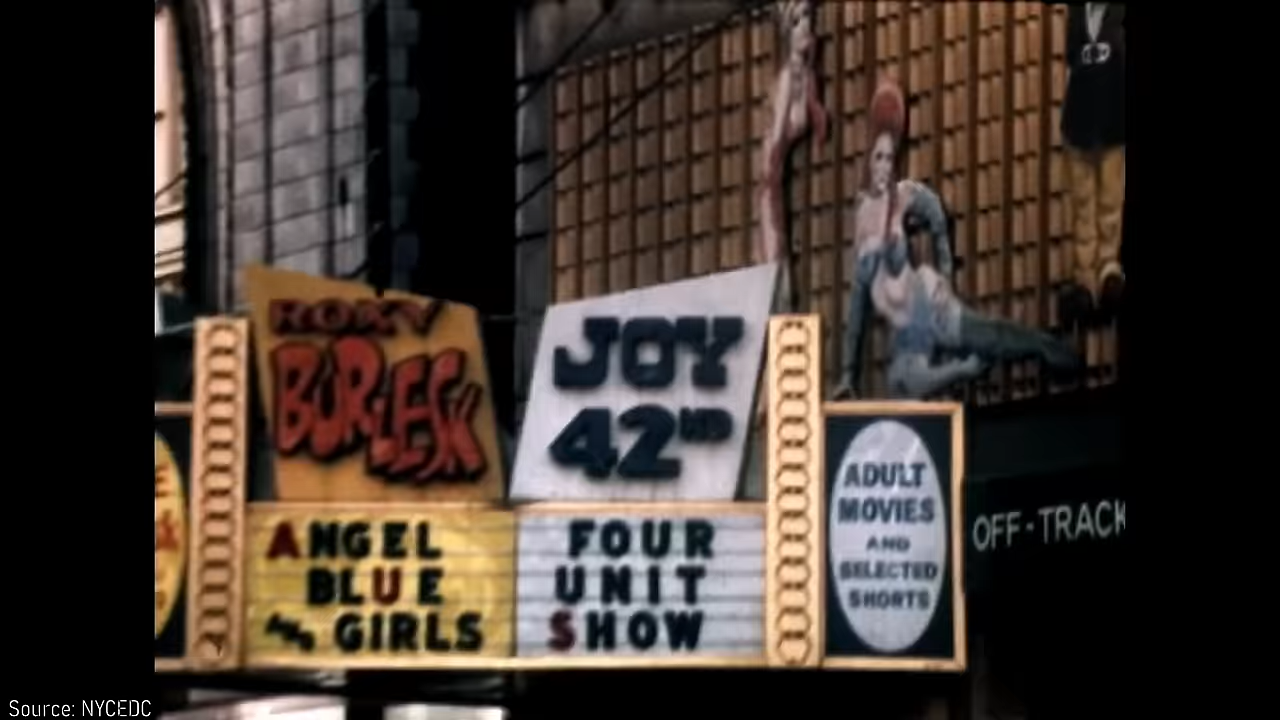 ROXY
BURLESK
JOY
42ND
ANGEL
BLUE
AND GIRLS
FOUR
UNIT
SHOW
ADULT
MOVIES
AND
SELECTED
SHORTS
OFF-TRACK
Source: NYCEDC